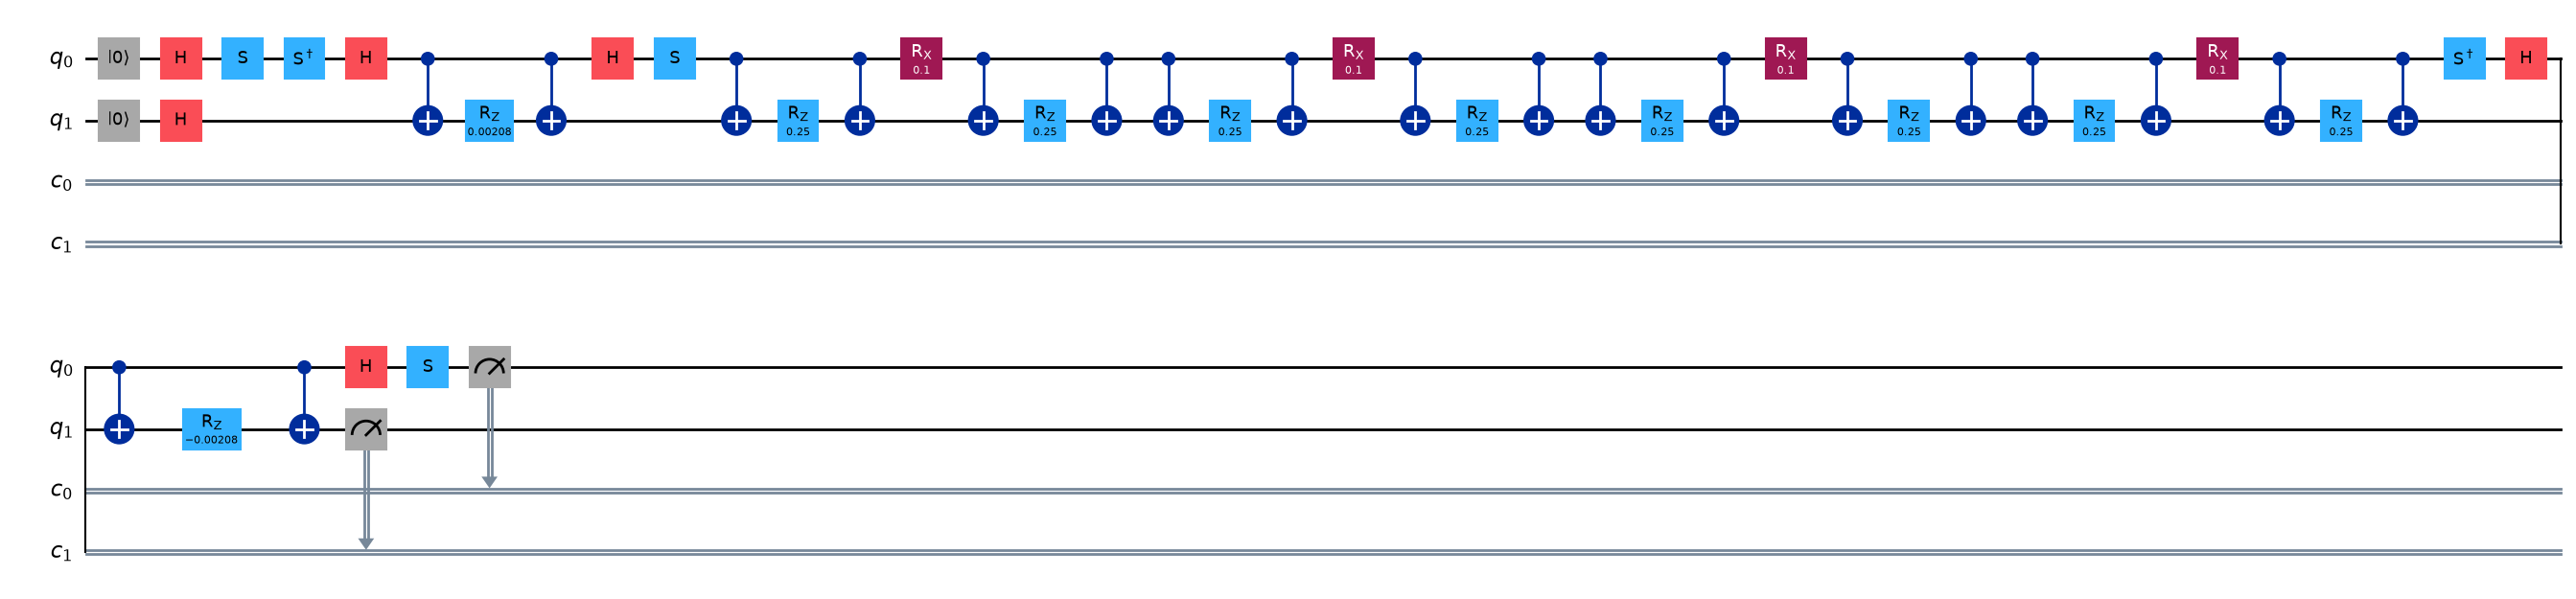 q0 |0⟩ H S S† H H S RX 0.1 RX 0.1 RX 0.1 RX 0.1 S† H
q1 |0⟩ H RZ 0.00208 RZ 0.25 RZ 0.25 RZ 0.25 RZ 0.25 RZ 0.25 RZ 0.25 RZ 0.25 RZ 0.25
c0
c1
q0 H S
q1 RZ −0.00208
c0
c1